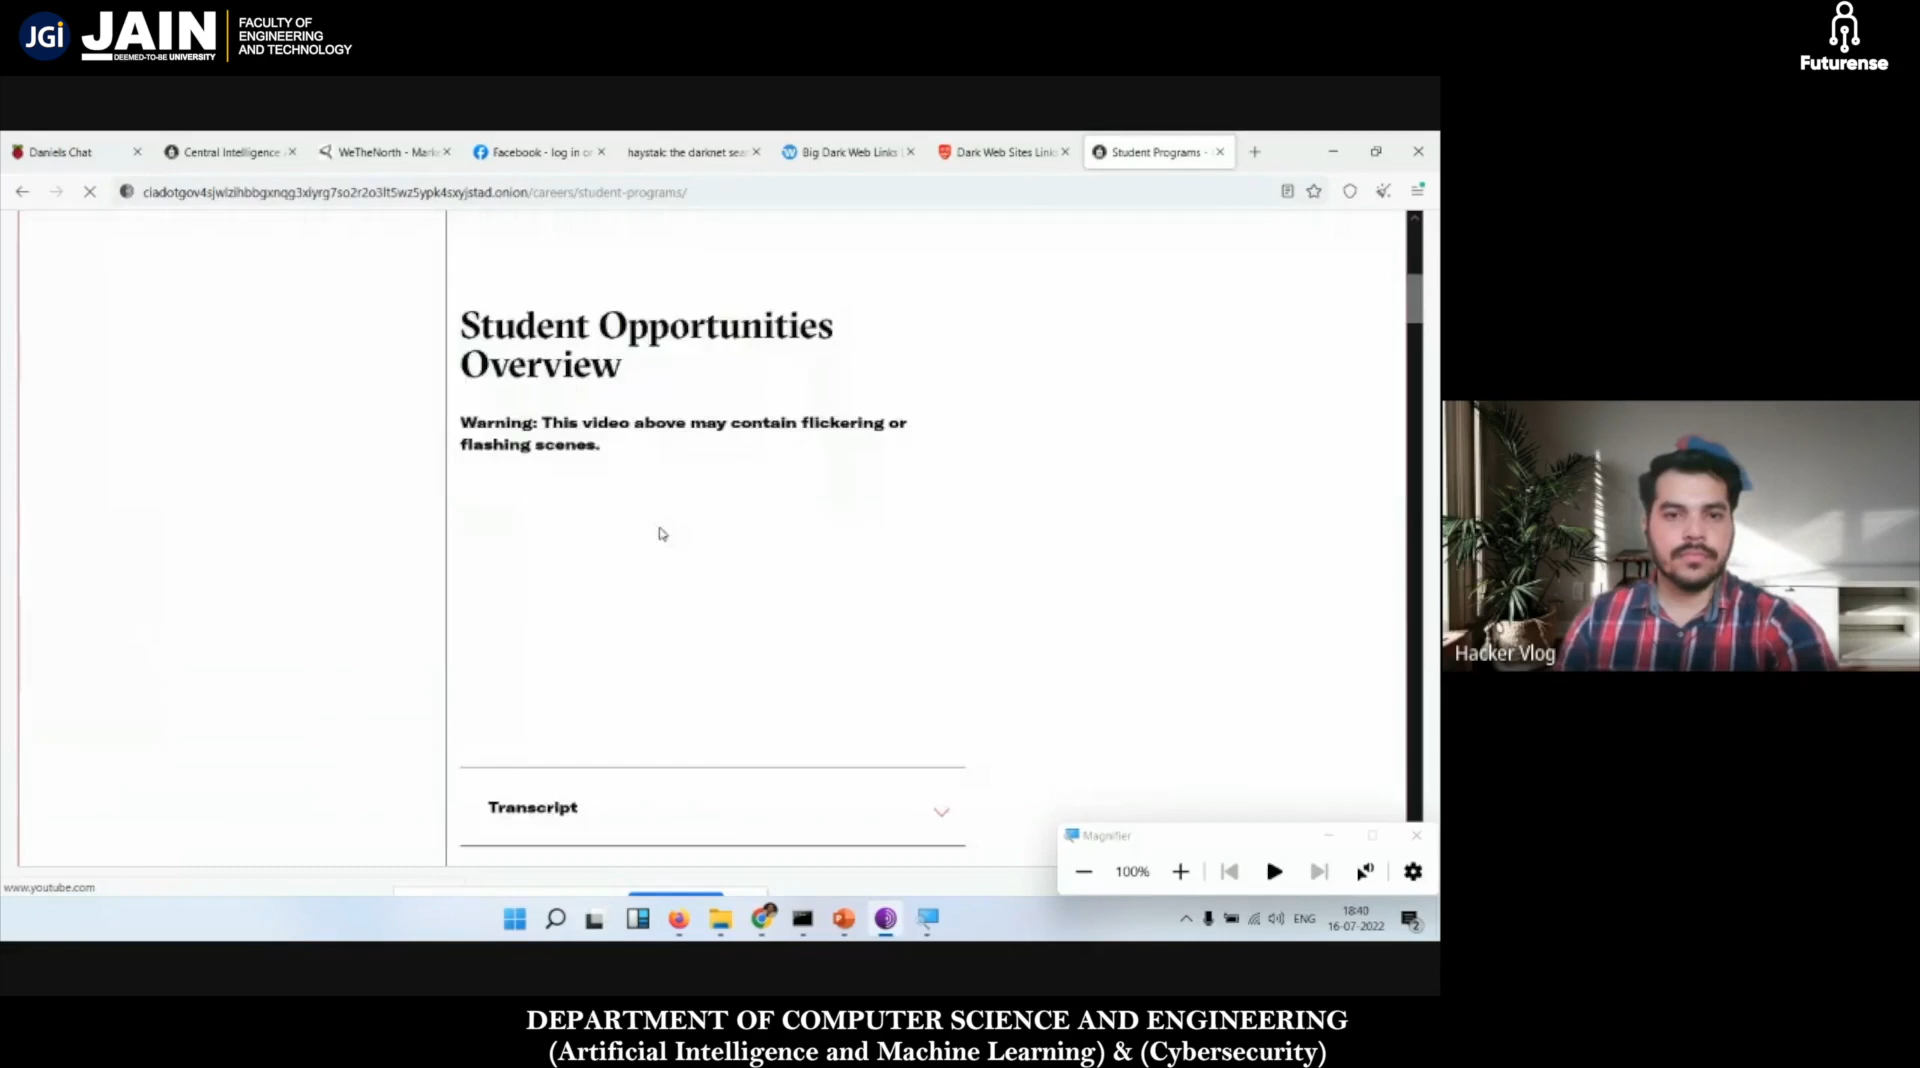 JGi JAIN
DEEMED-TO-BE UNIVERSITY
FACULTY OF
ENGINEERING
AND TECHNOLOGY
Futurense
Daniels Chat
Central Intelligence
WeTheNorth - Mark
Facebook - log in or
haystak: the darknet sea
Big Dark Web Links
Dark Web Sites Links
Student Programs -
ciadotgov4sjwlzihbbgxnqg3xiyrg7so2r2o3lt5wz5ypk4sxyjstad.onion/careers/student-programs/
Student Opportunities
Overview
Warning: This video above may contain flickering or
flashing scenes.
Transcript
Hacker Vlog
Magnifier
100%
www.youtube.com
ENG
18:40
16-07-2022
2
DEPARTMENT OF COMPUTER SCIENCE AND ENGINEERING
(Artificial Intelligence and Machine Learning) & (Cybersecurity)